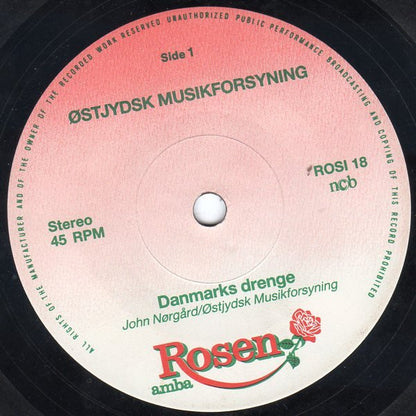 ALL RIGHTS OF THE MANUFACTURER AND OF THE OWNER OF THE RECORDED WORK RESERVED UNAUTHORIZED PUBLIC PERFORMANCE BROADCASTING AND COPYING OF THIS RECORD PROHIBITED
Side 1
ØSTJYDSK MUSIKFORSYNING
Stereo
45 RPM
ROSI 18
ncb
Danmarks drenge
John Nørgård/Østjydsk Musikforsyning
Rosen
amba